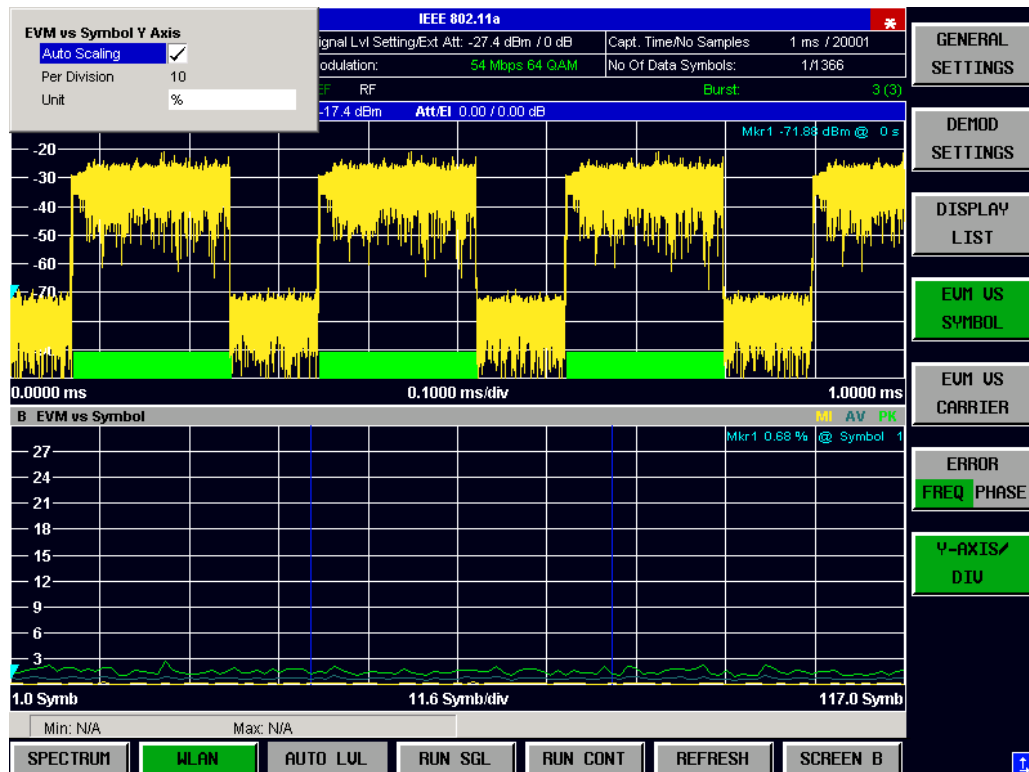 IEEE 802.11a
*
EVM vs Symbol Y Axis
Auto Scaling
Per Division 10
Unit %
ignal Lvl Setting/Ext Att: -27.4 dBm / 0 dB Capt. Time/No Samples 1 ms / 20001
odulation: 54 Mbps 64 QAM No Of Data Symbols: 1/1366
EF RF Burst: 3 (3)
-17.4 dBm Att/El 0.00 / 0.00 dB
Mkr1 -71.88 dBm @ 0 s
-20
-30
-40
-50
-60
-70
0.0000 ms 0.1000 ms/div 1.0000 ms
B EVM vs Symbol MI AV PK
Mkr1 0.68 % @ Symbol 1
27
24
21
18
15
12
9
6
3
1.0 Symb 11.6 Symb/div 117.0 Symb
Min: N/A Max: N/A
SPECTRUM WLAN AUTO LVL RUN SGL RUN CONT REFRESH SCREEN B
GENERAL
SETTINGS
DEMOD
SETTINGS
DISPLAY
LIST
EVM VS
SYMBOL
EVM VS
CARRIER
ERROR
FREQ PHASE
Y-AXIS/
DIV